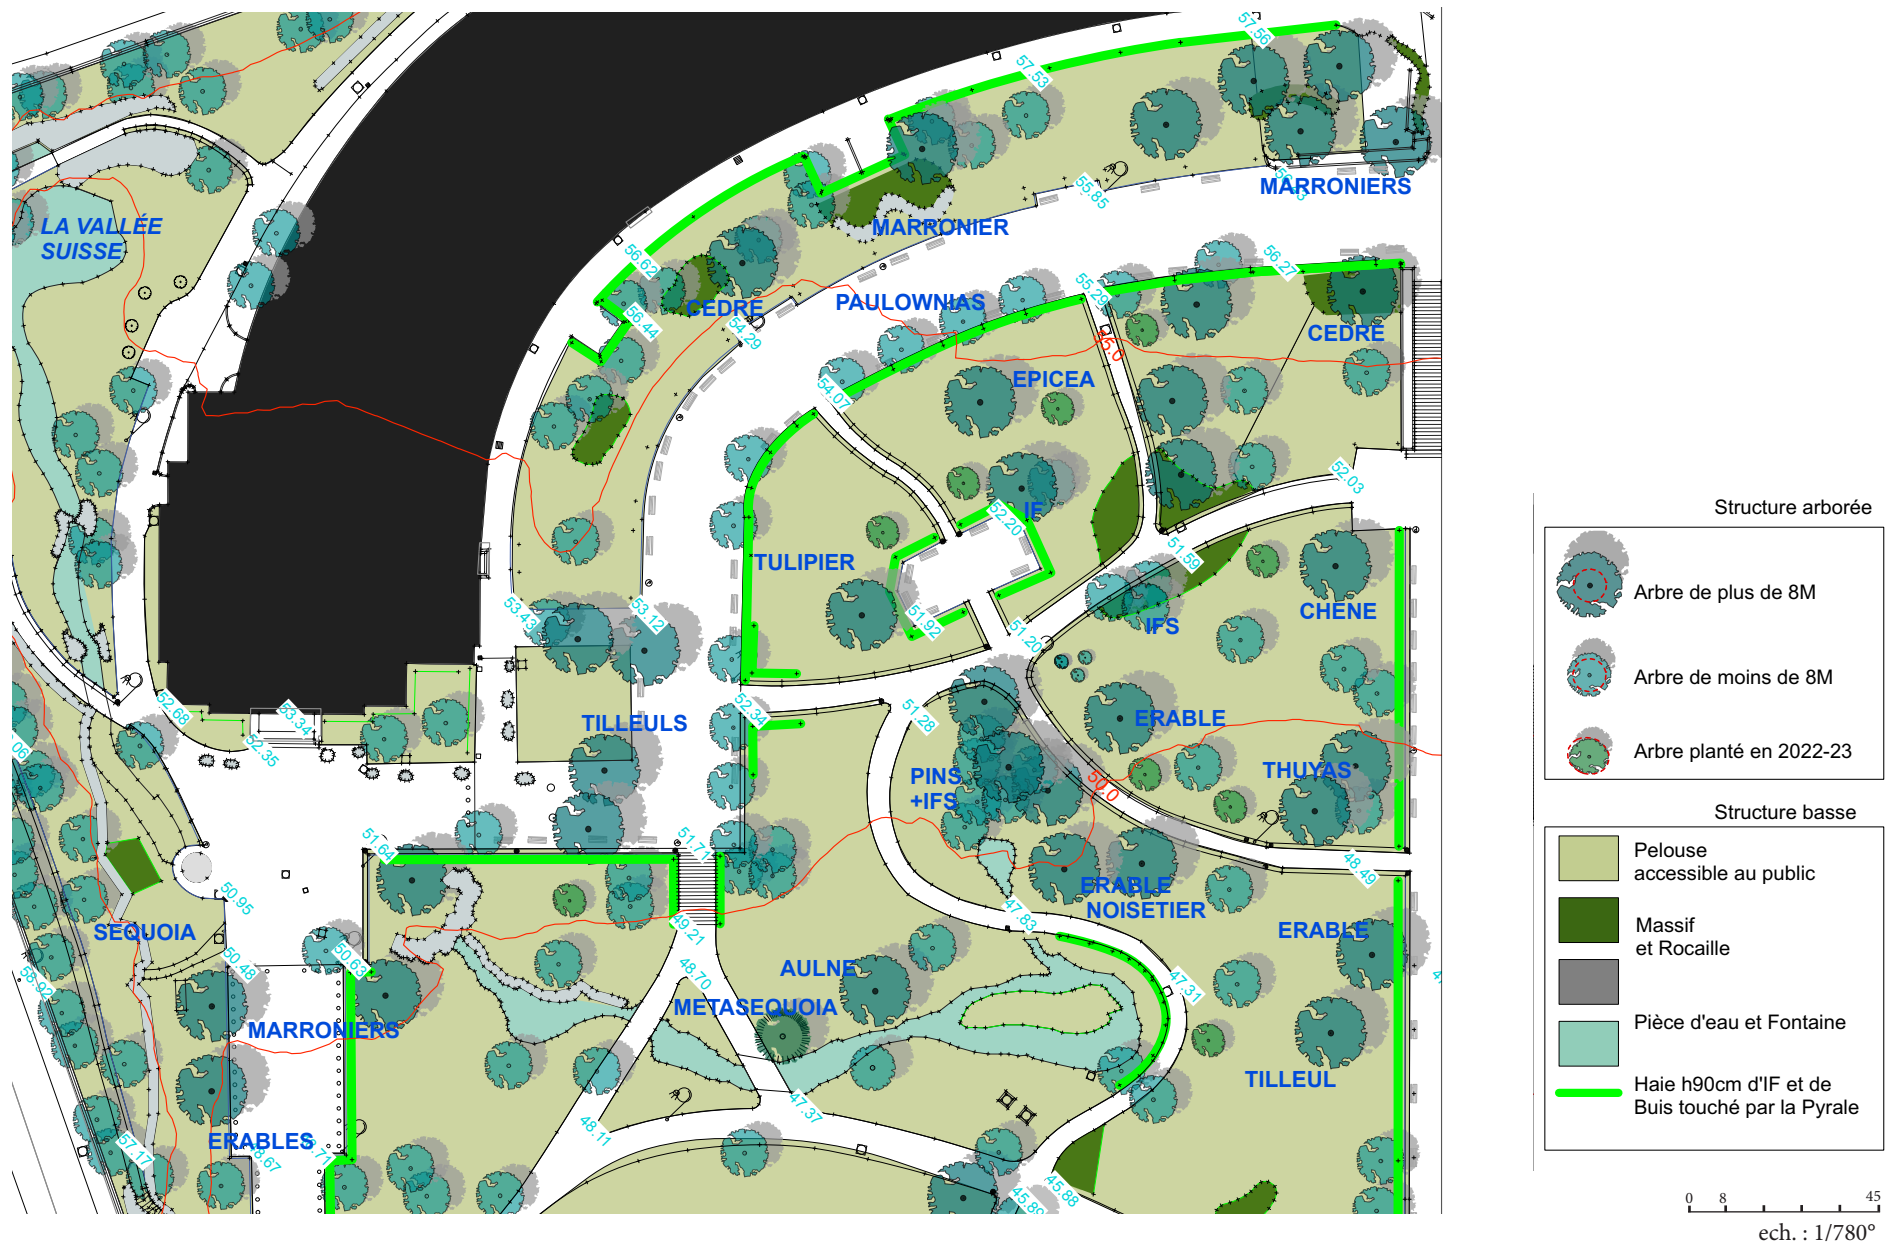 57.56
57.53
MARRONIERS
55.85
LA VALLÉE
SUISSE
MARRONIER
56.62
56.27
CEDRE
PAULOWNIAS
55.29
56.44
54.29
CEDRE
EPICEA
54.07
52.03
IF
52.20
TULIPIER
51.59
53.43
53.12
51.92
51.20
IFS
CHENE
52.68
53.34
52.35
TILLEULS
52.34
51.28
ERABLE
PINS
+IFS
50.0
THUYAS
51.64
51.71
48.49
ERABLE
NOISETIER
50.95
SEQUOIA
49.21
47.83
ERABLE
50.48
50.63
48.70
AULNE
47.31
58.92
METASEQUOIA
MARRONIERS
TILLEUL
47.37
48.11
57.17
ERABLES
45.88
45.89
Structure arborée
Arbre de plus de 8M
Arbre de moins de 8M
Arbre planté en 2022-23
Structure basse
Pelouse
accessible au public
Massif
et Rocaille
Pièce d'eau et Fontaine
Haie h90cm d'IF et de
Buis touché par la Pyrale
0 8 45
ech. : 1/780°